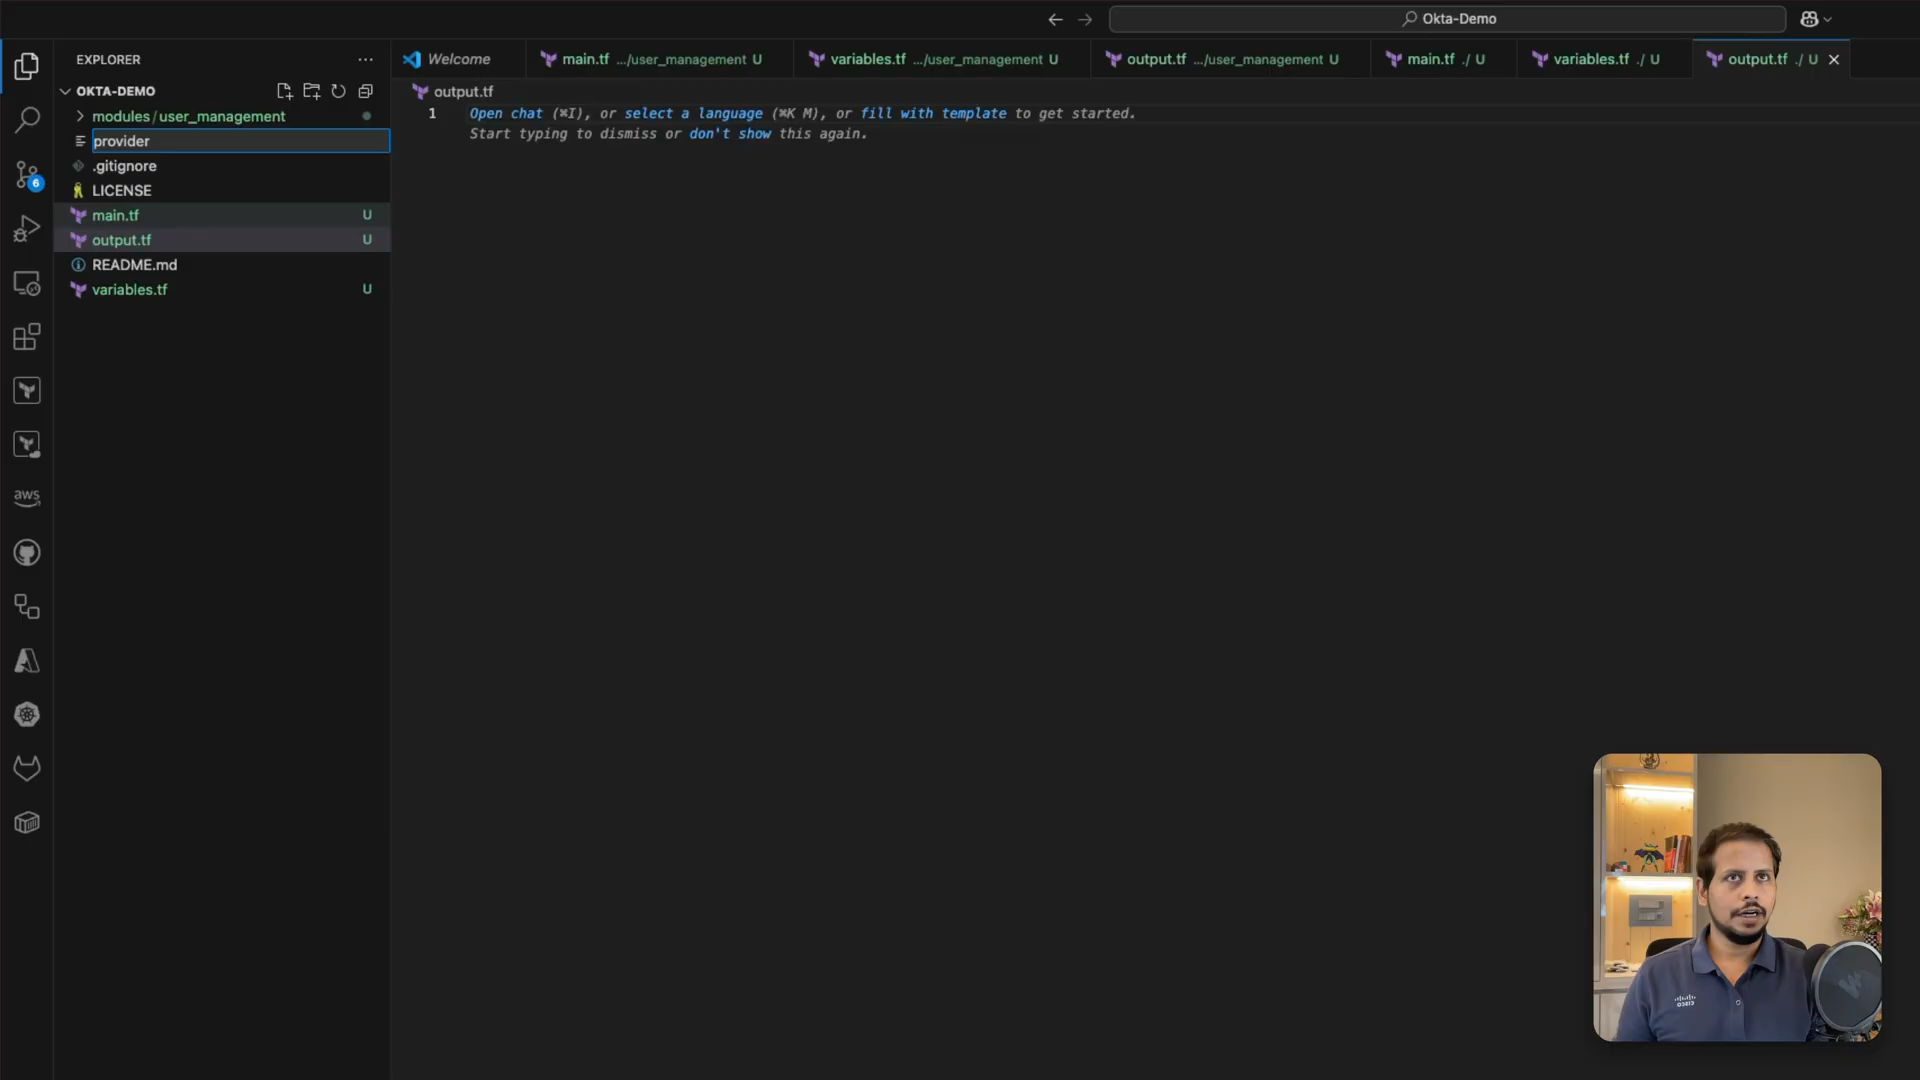 Okta-Demo
EXPLORER
Welcome
main.tf .../user_management U
variables.tf .../user_management U
output.tf .../user_management U
main.tf ./ U
variables.tf ./ U
output.tf ./ U
OKTA-DEMO
output.tf
modules / user_management
1
Open chat (⌘I), or select a language (⌘K M), or fill with template to get started.
Start typing to dismiss or don't show this again.
provider
.gitignore
6
LICENSE
main.tf U
output.tf U
README.md
variables.tf U
aws
CISCO